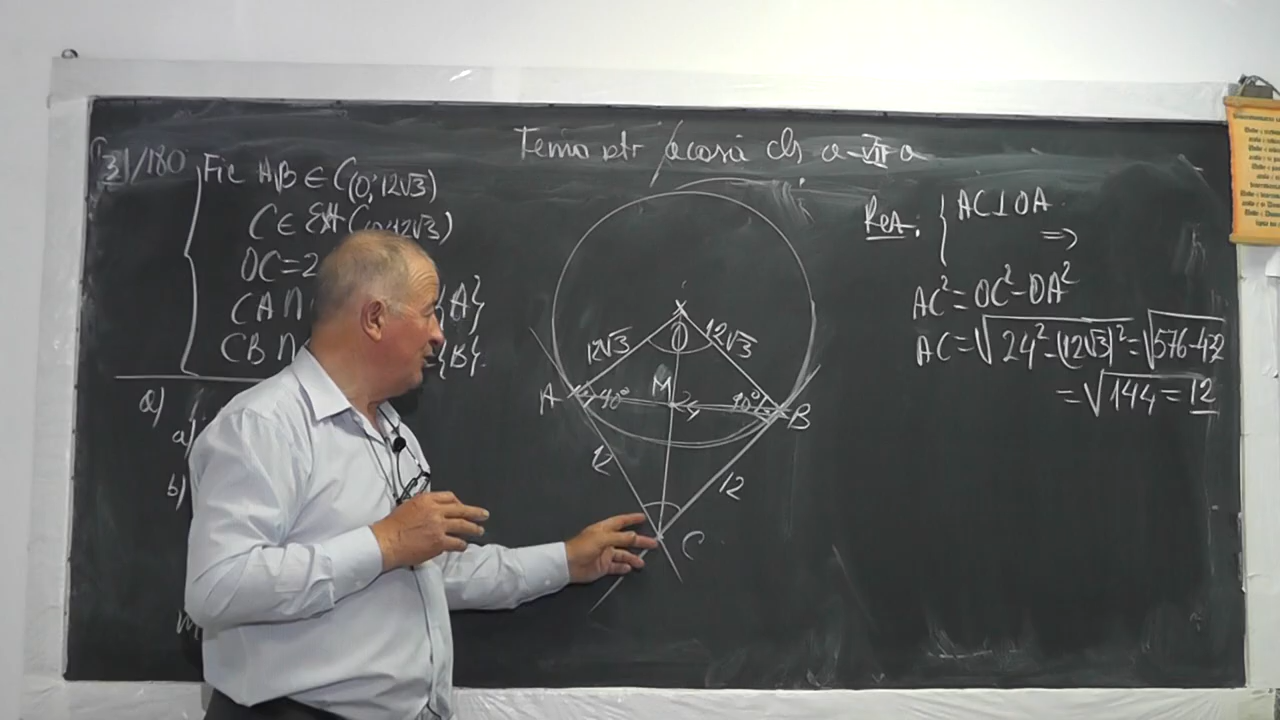 Temă ptr acasă cls a-VII-a
3/180
Fie A,B ∈ C(O;12√3)
C ∈ Ext C(O;12√3)
OC=2
CA∩ {A}
CB∩ {B}.
a)
a)
b)
O
12√3 12√3
A 90° M 90° B
12 12
C
Rez: AC⊥OA
=>
AC²=OC²-OA²
AC=√24²-(12√3)²=√576-432
=√144=12